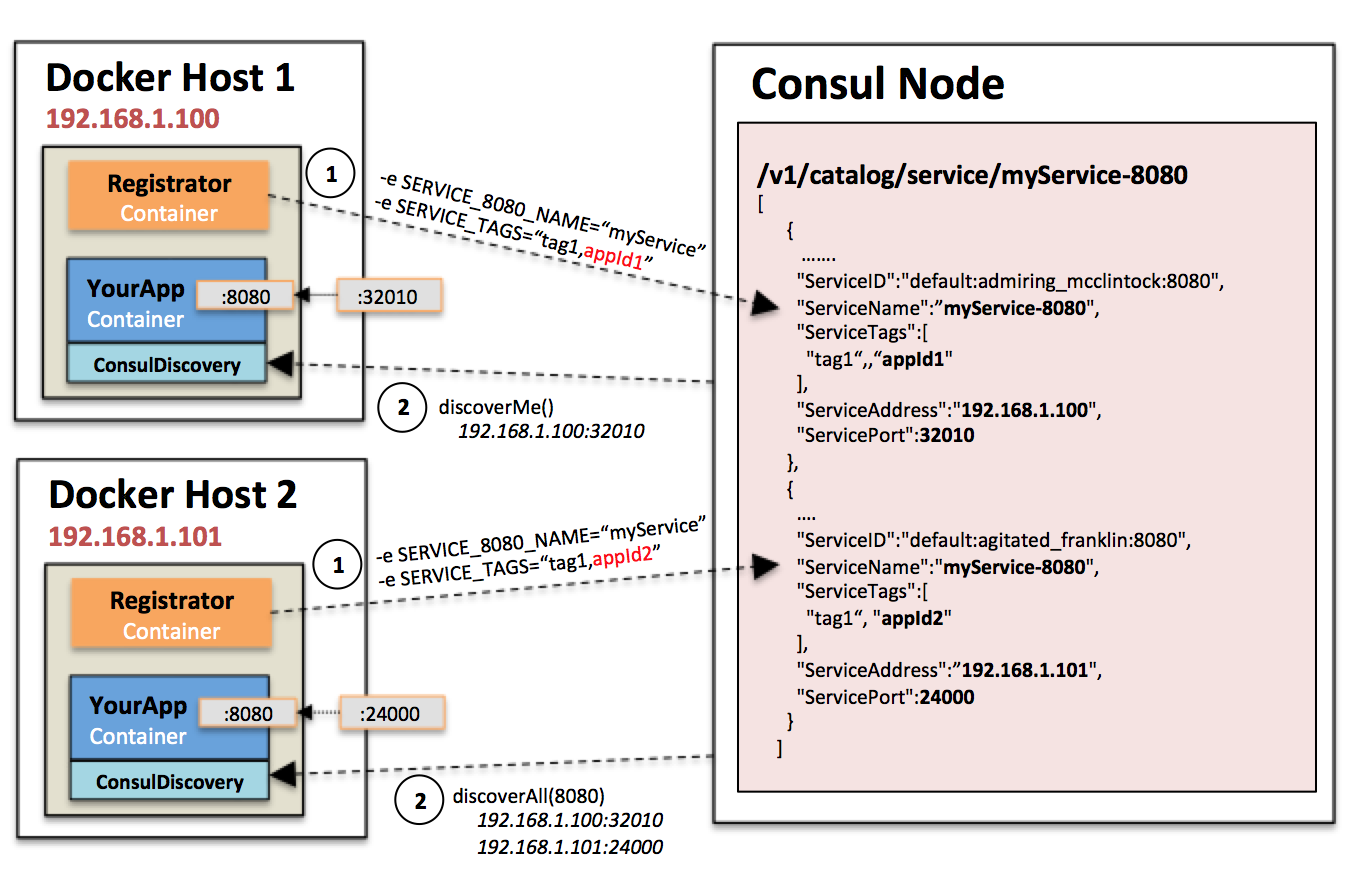 Docker Host 1
192.168.1.100
Registrator
Container
YourApp
Container
:8080
:32010
ConsulDiscovery
1
-e SERVICE_8080_NAME=“myService”
-e SERVICE_TAGS=“tag1,appId1”
2
discoverMe()
192.168.1.100:32010
Docker Host 2
192.168.1.101
Registrator
Container
YourApp
Container
:8080
:24000
ConsulDiscovery
1
-e SERVICE_8080_NAME=“myService”
-e SERVICE_TAGS=“tag1,appId2”
2
discoverAll(8080)
192.168.1.100:32010
192.168.1.101:24000
Consul Node
/v1/catalog/service/myService-8080
[
{
…....
"ServiceID":"default:admiring_mcclintock:8080",
"ServiceName":”myService-8080",
"ServiceTags":[
"tag1“,,“appId1"
],
"ServiceAddress":"192.168.1.100",
"ServicePort":32010
},
{
....
"ServiceID":"default:agitated_franklin:8080",
"ServiceName":"myService-8080",
"ServiceTags":[
"tag1“, "appId2"
],
"ServiceAddress":”192.168.1.101",
"ServicePort":24000
}
]